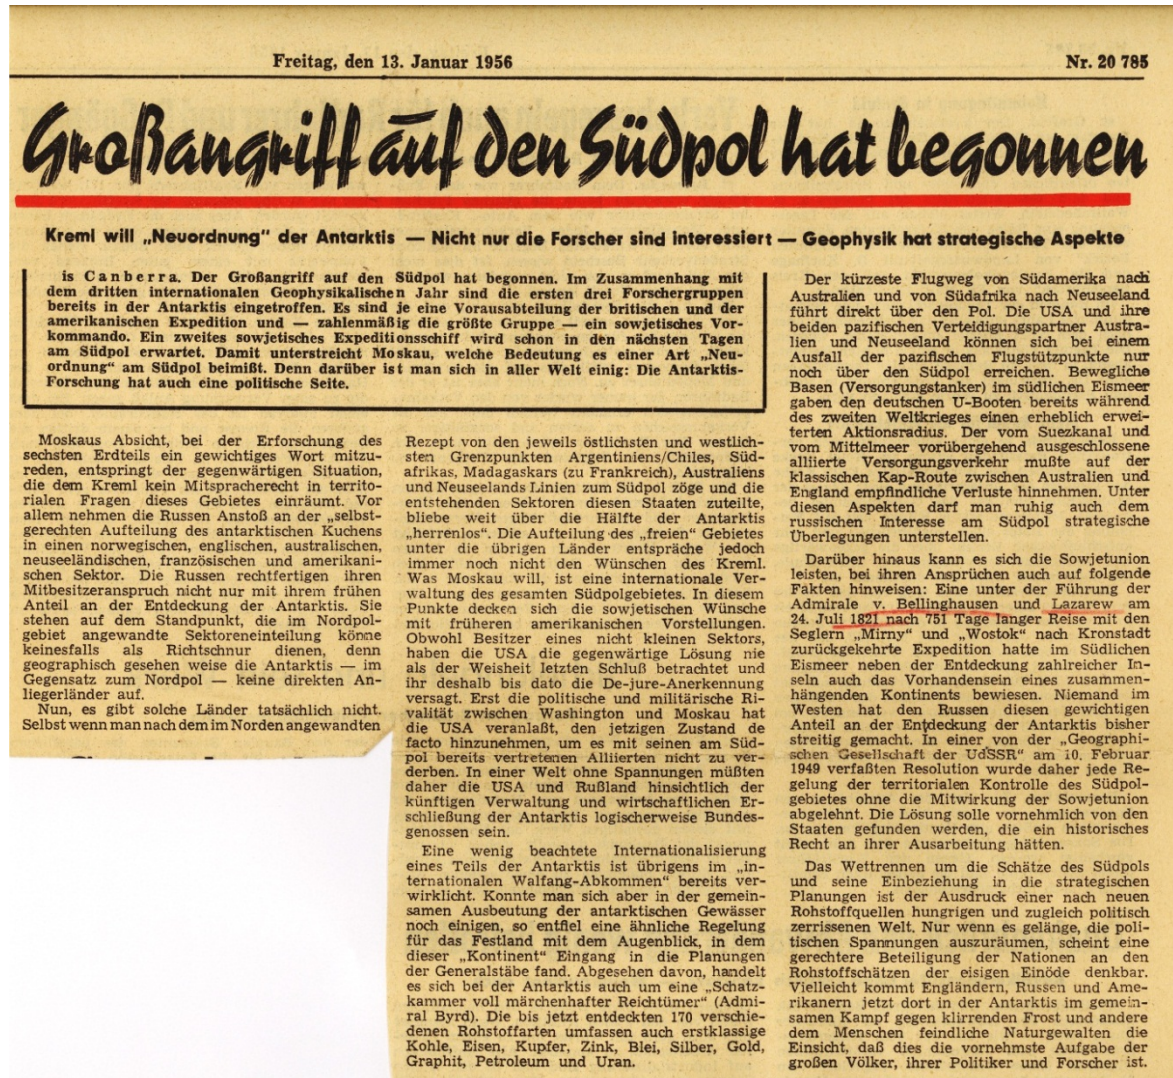 Freitag, den 13. Januar 1956
Nr. 20 785
Großangriff auf den Südpol hat begonnen
Kreml will „Neuordnung“ der Antarktis — Nicht nur die Forscher sind interessiert — Geophysik hat strategische Aspekte
is Canberra. Der Großangriff auf den Südpol hat begonnen. Im Zusammenhang mit
dem dritten internationalen Geophysikalischen Jahr sind die ersten drei Forschergruppen
bereits in der Antarktis eingetroffen. Es sind je eine Vorausabteilung der britischen und der
amerikanischen Expedition und — zahlenmäßig die größte Gruppe — ein sowjetisches Vor-
kommando. Ein zweites sowjetisches Expeditionsschiff wird schon in den nächsten Tagen
am Südpol erwartet. Damit unterstreicht Moskau, welche Bedeutung es einer Art „Neu-
ordnung“ am Südpol beimißt. Denn darüber ist man sich in aller Welt einig: Die Antarktis-
Forschung hat auch eine politische Seite.
Moskaus Absicht, bei der Erforschung des
sechsten Erdteils ein gewichtiges Wort mitzu-
reden, entspringt der gegenwärtigen Situation,
die dem Kreml kein Mitspracherecht in territo-
rialen Fragen dieses Gebietes einräumt. Vor
allem nehmen die Russen Anstoß an der „selbst-
gerechten Aufteilung des antarktischen Kuchens
in einen norwegischen, englischen, australischen,
neuseeländischen, französischen und amerikani-
schen Sektor. Die Russen rechtfertigen ihren
Mitbesitzeranspruch nicht nur mit ihrem frühen
Anteil an der Entdeckung der Antarktis. Sie
stehen auf dem Standpunkt, die im Nordpol-
gebiet angewandte Sektoreneinteilung könne
keinesfalls als Richtschnur dienen, denn
geographisch gesehen weise die Antarktis — im
Gegensatz zum Nordpol — keine direkten An-
liegerländer auf.
Nun, es gibt solche Länder tatsächlich nicht.
Selbst wenn man nach dem im Norden angewandten
Rezept von den jeweils östlichsten und westlich-
sten Grenzpunkten Argentiniens/Chiles, Süd-
afrikas, Madagaskars (zu Frankreich), Australiens
und Neuseelands Linien zum Südpol zöge und die
entstehenden Sektoren diesen Staaten zuteilte,
bliebe weit über die Hälfte der Antarktis
„herrenlos“. Die Aufteilung des „freien“ Gebietes
unter die übrigen Länder entspräche jedoch
immer noch nicht den Wünschen des Kreml.
Was Moskau will, ist eine internationale Ver-
waltung des gesamten Südpolgebietes. In diesem
Punkte decken sich die sowjetischen Wünsche
mit früheren amerikanischen Vorstellungen.
Obwohl Besitzer eines nicht kleinen Sektors,
haben die USA die gegenwärtige Lösung nie
als der Weisheit letzten Schluß betrachtet und
ihr deshalb bis dato die De-jure-Anerkennung
versagt. Erst die politische und militärische Ri-
valität zwischen Washington und Moskau hat
die USA veranlaßt, den jetzigen Zustand de
facto hinzunehmen, um es mit seinen am Süd-
pol bereits vertretenen Alliierten nicht zu ver-
derben. In einer Welt ohne Spannungen müßten
daher die USA und Rußland hinsichtlich der
künftigen Verwaltung und wirtschaftlichen Er-
schließung der Antarktis logischerweise Bundes-
genossen sein.
Eine wenig beachtete Internationalisierung
eines Teils der Antarktis ist übrigens im „in-
ternationalen Walfang-Abkommen“ bereits ver-
wirklicht. Konnte man sich aber in der gemein-
samen Ausbeutung der antarktischen Gewässer
noch einigen, so entfiel eine ähnliche Regelung
für das Festland mit dem Augenblick, in dem
dieser „Kontinent“ Eingang in die Planungen
der Generalstäbe fand. Abgesehen davon, handelt
es sich bei der Antarktis auch um eine „Schatz-
kammer voll märchenhafter Reichtümer“ (Admi-
ral Byrd). Die bis jetzt entdeckten 170 verschie-
denen Rohstoffarten umfassen auch erstklassige
Kohle, Eisen, Kupfer, Zink, Blei, Silber, Gold,
Graphit, Petroleum und Uran.
Der kürzeste Flugweg von Südamerika nach
Australien und von Südafrika nach Neuseeland
führt direkt über den Pol. Die USA und ihre
beiden pazifischen Verteidigungspartner Austra-
lien und Neuseeland können sich bei einem
Ausfall der pazifischen Flugstützpunkte nur
noch über den Südpol erreichen. Bewegliche
Basen (Versorgungstanker) im südlichen Eismeer
gaben den deutschen U-Booten bereits während
des zweiten Weltkrieges einen erheblich erwei-
terten Aktionsradius. Der vom Suezkanal und
vom Mittelmeer vorübergehend ausgeschlossene
alliierte Versorgungsverkehr mußte auf der
klassischen Kap-Route zwischen Australien und
England empfindliche Verluste hinnehmen. Unter
diesen Aspekten darf man ruhig auch dem
russischen Interesse am Südpol strategische
Überlegungen unterstellen.
Darüber hinaus kann es sich die Sowjetunion
leisten, bei ihren Ansprüchen auch auf folgende
Fakten hinweisen: Eine unter der Führung der
Admirale v. Bellinghausen und Lazarew am
24. Juli 1821 nach 751 Tage langer Reise mit den
Seglern „Mirny“ und „Wostok“ nach Kronstadt
zurückgekehrte Expedition hatte im Südlichen
Eismeer neben der Entdeckung zahlreicher In-
seln auch das Vorhandensein eines zusammen-
hängenden Kontinents bewiesen. Niemand im
Westen hat den Russen diesen gewichtigen
Anteil an der Entdeckung der Antarktis bisher
streitig gemacht. In einer von der „Geographi-
schen Gesellschaft der UdSSR“ am 10. Februar
1949 verfaßten Resolution wurde daher jede Re-
gelung der territorialen Kontrolle des Südpol-
gebietes ohne die Mitwirkung der Sowjetunion
abgelehnt. Die Lösung solle vornehmlich von den
Staaten gefunden werden, die ein historisches
Recht an ihrer Ausarbeitung hätten.
Das Wettrennen um die Schätze des Südpols
und seine Einbeziehung in die strategischen
Planungen ist der Ausdruck einer nach neuen
Rohstoffquellen hungrigen und zugleich politisch
zerrissenen Welt. Nur wenn es gelänge, die poli-
tischen Spannungen auszuräumen, scheint eine
gerechtere Beteiligung der Nationen an den
Rohstoffschätzen der eisigen Einöde denkbar.
Vielleicht kommt Engländern, Russen und Ame-
rikanern jetzt dort in der Antarktis im gemein-
samen Kampf gegen klirrenden Frost und andere
dem Menschen feindliche Naturgewalten die
Einsicht, daß dies die vornehmste Aufgabe der
großen Völker, ihrer Politiker und Forscher ist.